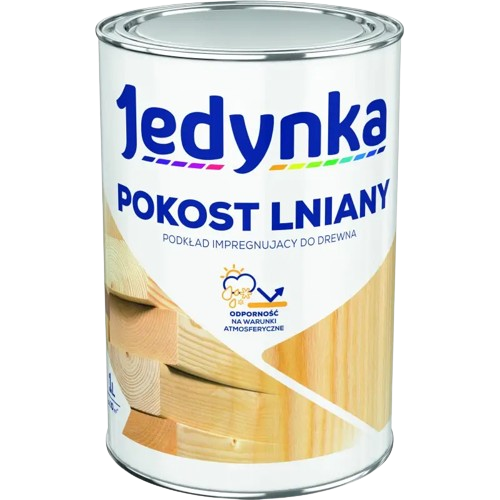 Jedynka
POKOST LNIANY
PODKŁAD IMPREGNUJĄCY DO DREWNA
ODPORNOŚĆ
NA WARUNKI
ATMOSFERYCZNE